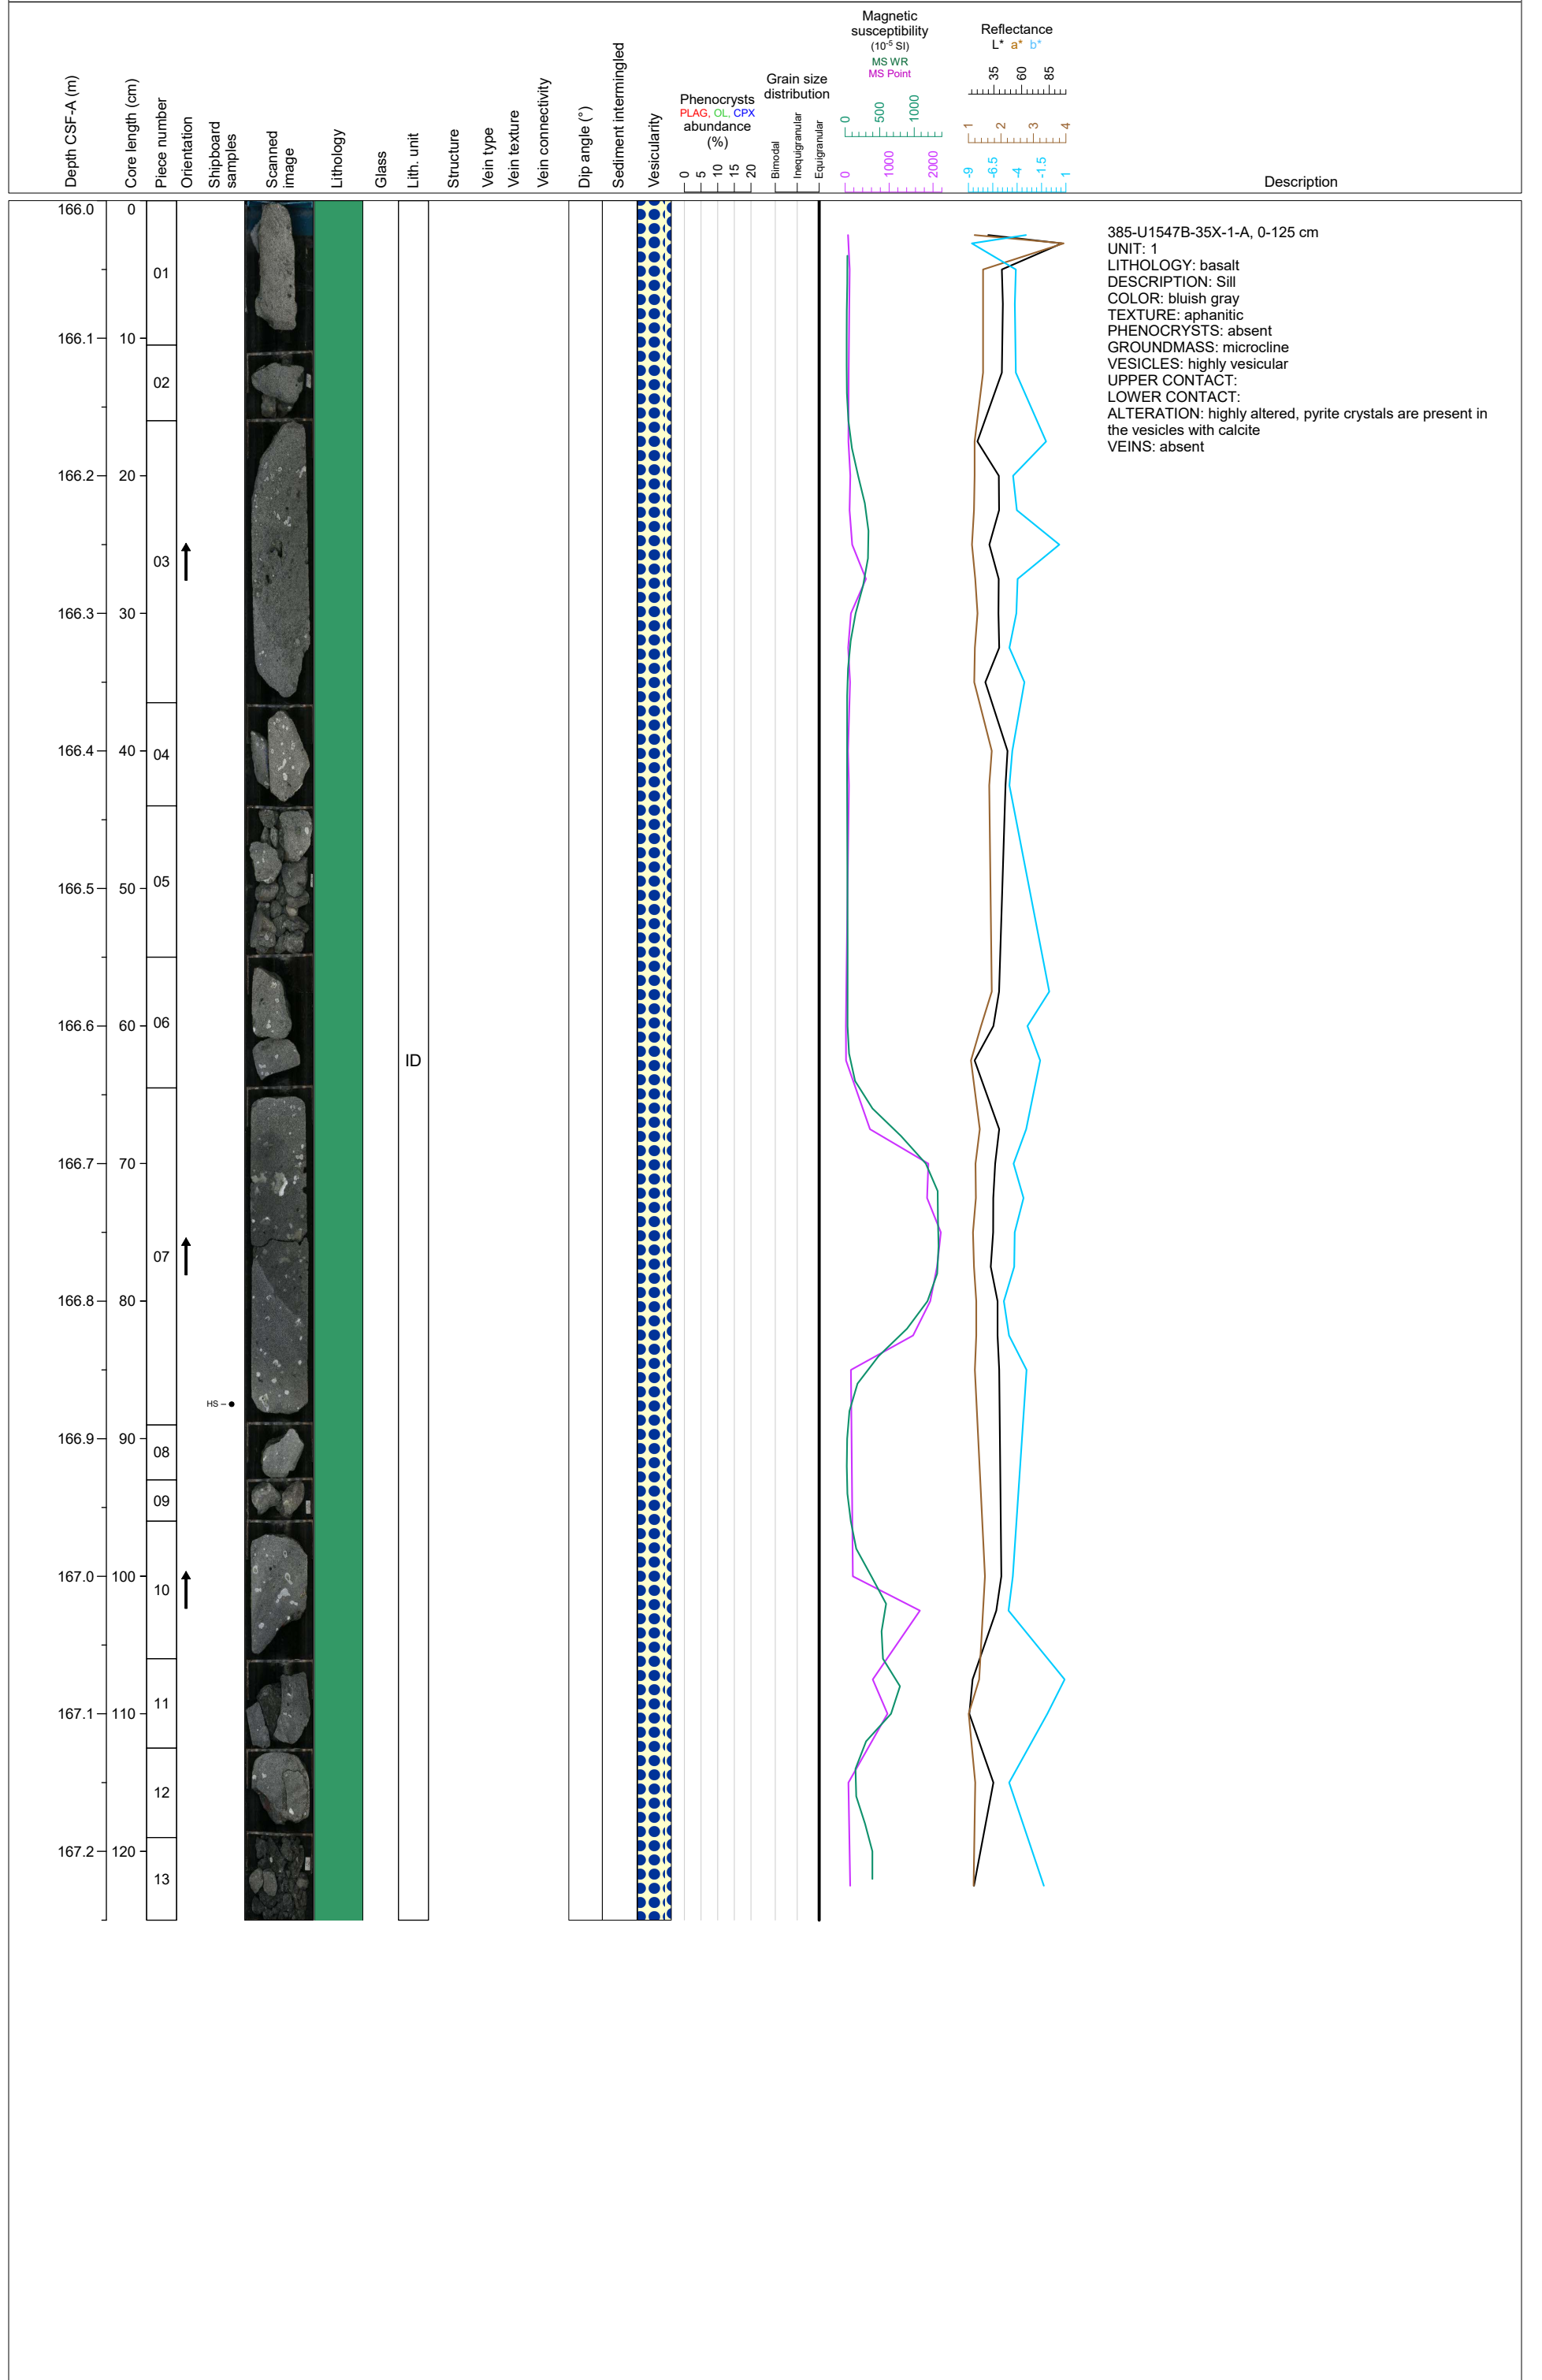 Depth CSF-A (m)
Core length (cm)
Piece number
Orientation
Shipboard
samples
Scanned
image
Lithology
Glass
Lith. unit
Structure
Vein type
Vein texture
Vein connectivity
Dip angle (°)
Sediment intermingled
Vesicularity
Phenocrysts
PLAG, OL, CPX
abundance
(%)
0 5 10 15 20
Grain size
distribution
Bimodal
Inequigranular
Equigranular
Magnetic
susceptibility
(10-5 SI)
MS WR
MS Point
0 500 1000
0 1000 2000
Reflectance
L* a* b*
35 60 85
1 2 3 4
-9 -6.5 -4 -1.5 1
Description
166.0 0
01
166.1 10
02
166.2 20
03
166.3 30
166.4 40
04
05
166.5 50
06
166.6 60
ID
166.7 70
07
166.8 80
HS
166.9 90
08
09
167.0 100
10
11
167.1 110
12
167.2 120
13
385-U1547B-35X-1-A, 0-125 cm
UNIT: 1
LITHOLOGY: basalt
DESCRIPTION: Sill
COLOR: bluish gray
TEXTURE: aphanitic
PHENOCRYSTS: absent
GROUNDMASS: microcline
VESICLES: highly vesicular
UPPER CONTACT:
LOWER CONTACT:
ALTERATION: highly altered, pyrite crystals are present in
the vesicles with calcite
VEINS: absent